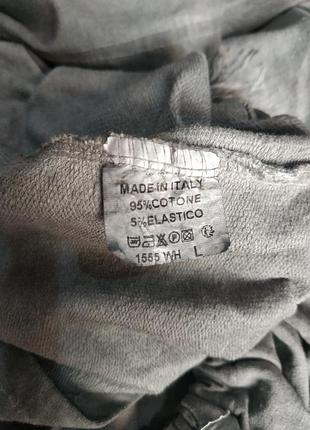 MADE IN ITALY
95%COTONE
5%ELASTICO
1555 WH L